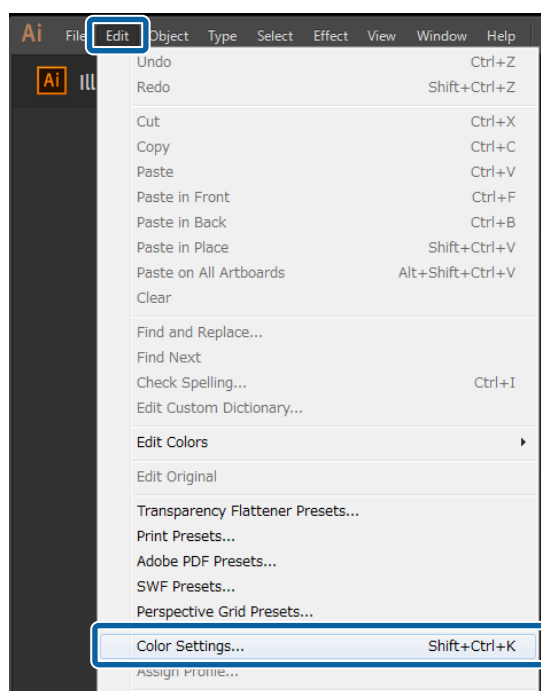 Ai File Edit Object Type Select Effect View Window Help
Ai Ill
Undo Ctrl+Z
Redo Shift+Ctrl+Z
Cut Ctrl+X
Copy Ctrl+C
Paste Ctrl+V
Paste in Front Ctrl+F
Paste in Back Ctrl+B
Paste in Place Shift+Ctrl+V
Paste on All Artboards Alt+Shift+Ctrl+V
Clear
Find and Replace...
Find Next
Check Spelling... Ctrl+I
Edit Custom Dictionary...
Edit Colors
Edit Original
Transparency Flattener Presets...
Print Presets...
Adobe PDF Presets...
SWF Presets...
Perspective Grid Presets...
Color Settings... Shift+Ctrl+K
Assign Profile...